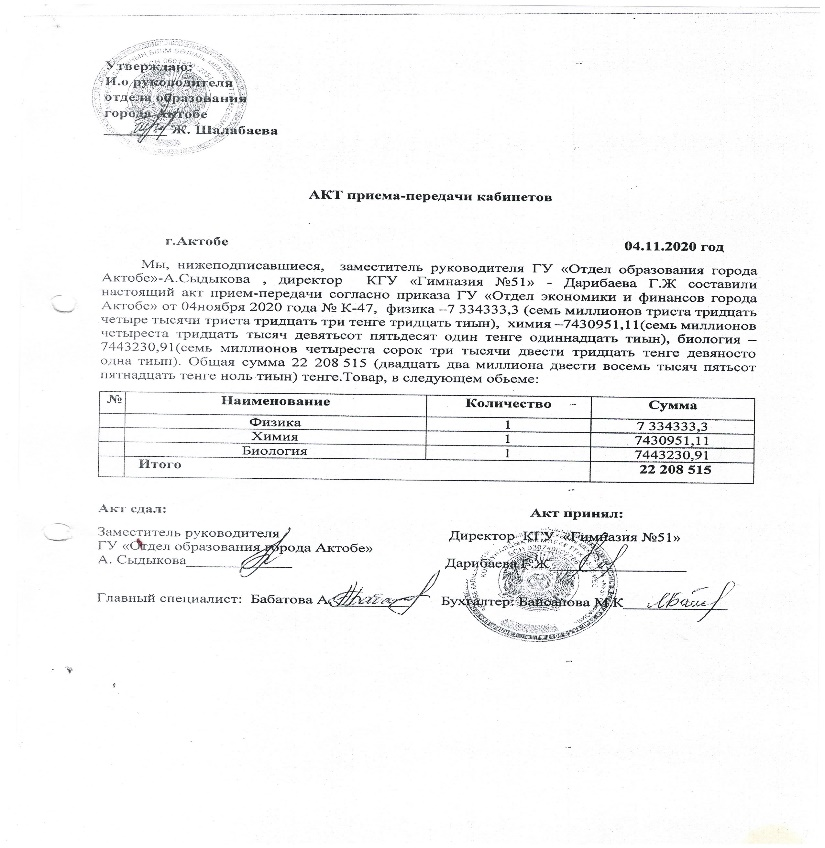 Утверждаю:
И.о руководителя
отдела образования
города Актобе
Ж. Шалабаева
АКТ приема-передачи кабинетов
г.Актобе 04.11.2020 год
Мы, нижеподписавшиеся, заместитель руководителя ГУ «Отдел образования города
Актобе»-А.Сыдыкова , директор КГУ «Гимназия №51» - Дарибаева Г.Ж составили
настоящий акт прием-передачи согласно приказа ГУ «Отдел экономики и финансов города
Актобе» от 04ноября 2020 года № К-47, физика –7 334333,3 (семь миллионов триста тридцать
четыре тысячи триста тридцать три тенге тридцать тиын), химия –7430951,11(семь миллионов
четыреста тридцать тысяч девятьсот пятьдесят один тенге одиннадцать тиын), биология –
7443230,91(семь миллионов четыреста сорок три тысячи двести тридцать тенге девяносто
одна тиын). Общая сумма 22 208 515 (двадцать два миллиона двести восемь тысяч пятьсот
пятнадцать тенге ноль тиын) тенге.Товар, в следующем обьеме:
№ Наименование Количество Сумма
Физика 1 7 334333,3
Химия 1 7430951,11
Биология 1 7443230,91
Итого 22 208 515
Акт сдал: Акт принял:
Заместитель руководителя Директор КГУ «Гимназия №51»
ГУ «Отдел образования города Актобе»
А. Сыдыкова Дарибаева Г.Ж
Главный специалист: Бабатова А. Бухгалтер: Байсапова М.К